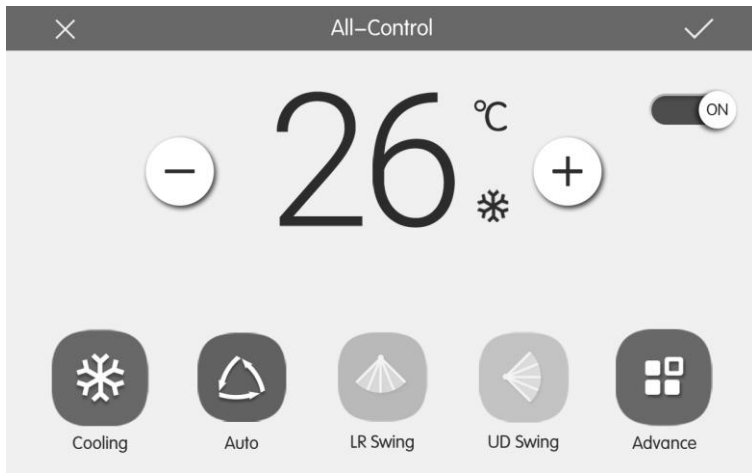 All-Control
26 °C
ON
Cooling
Auto
LR Swing
UD Swing
Advance